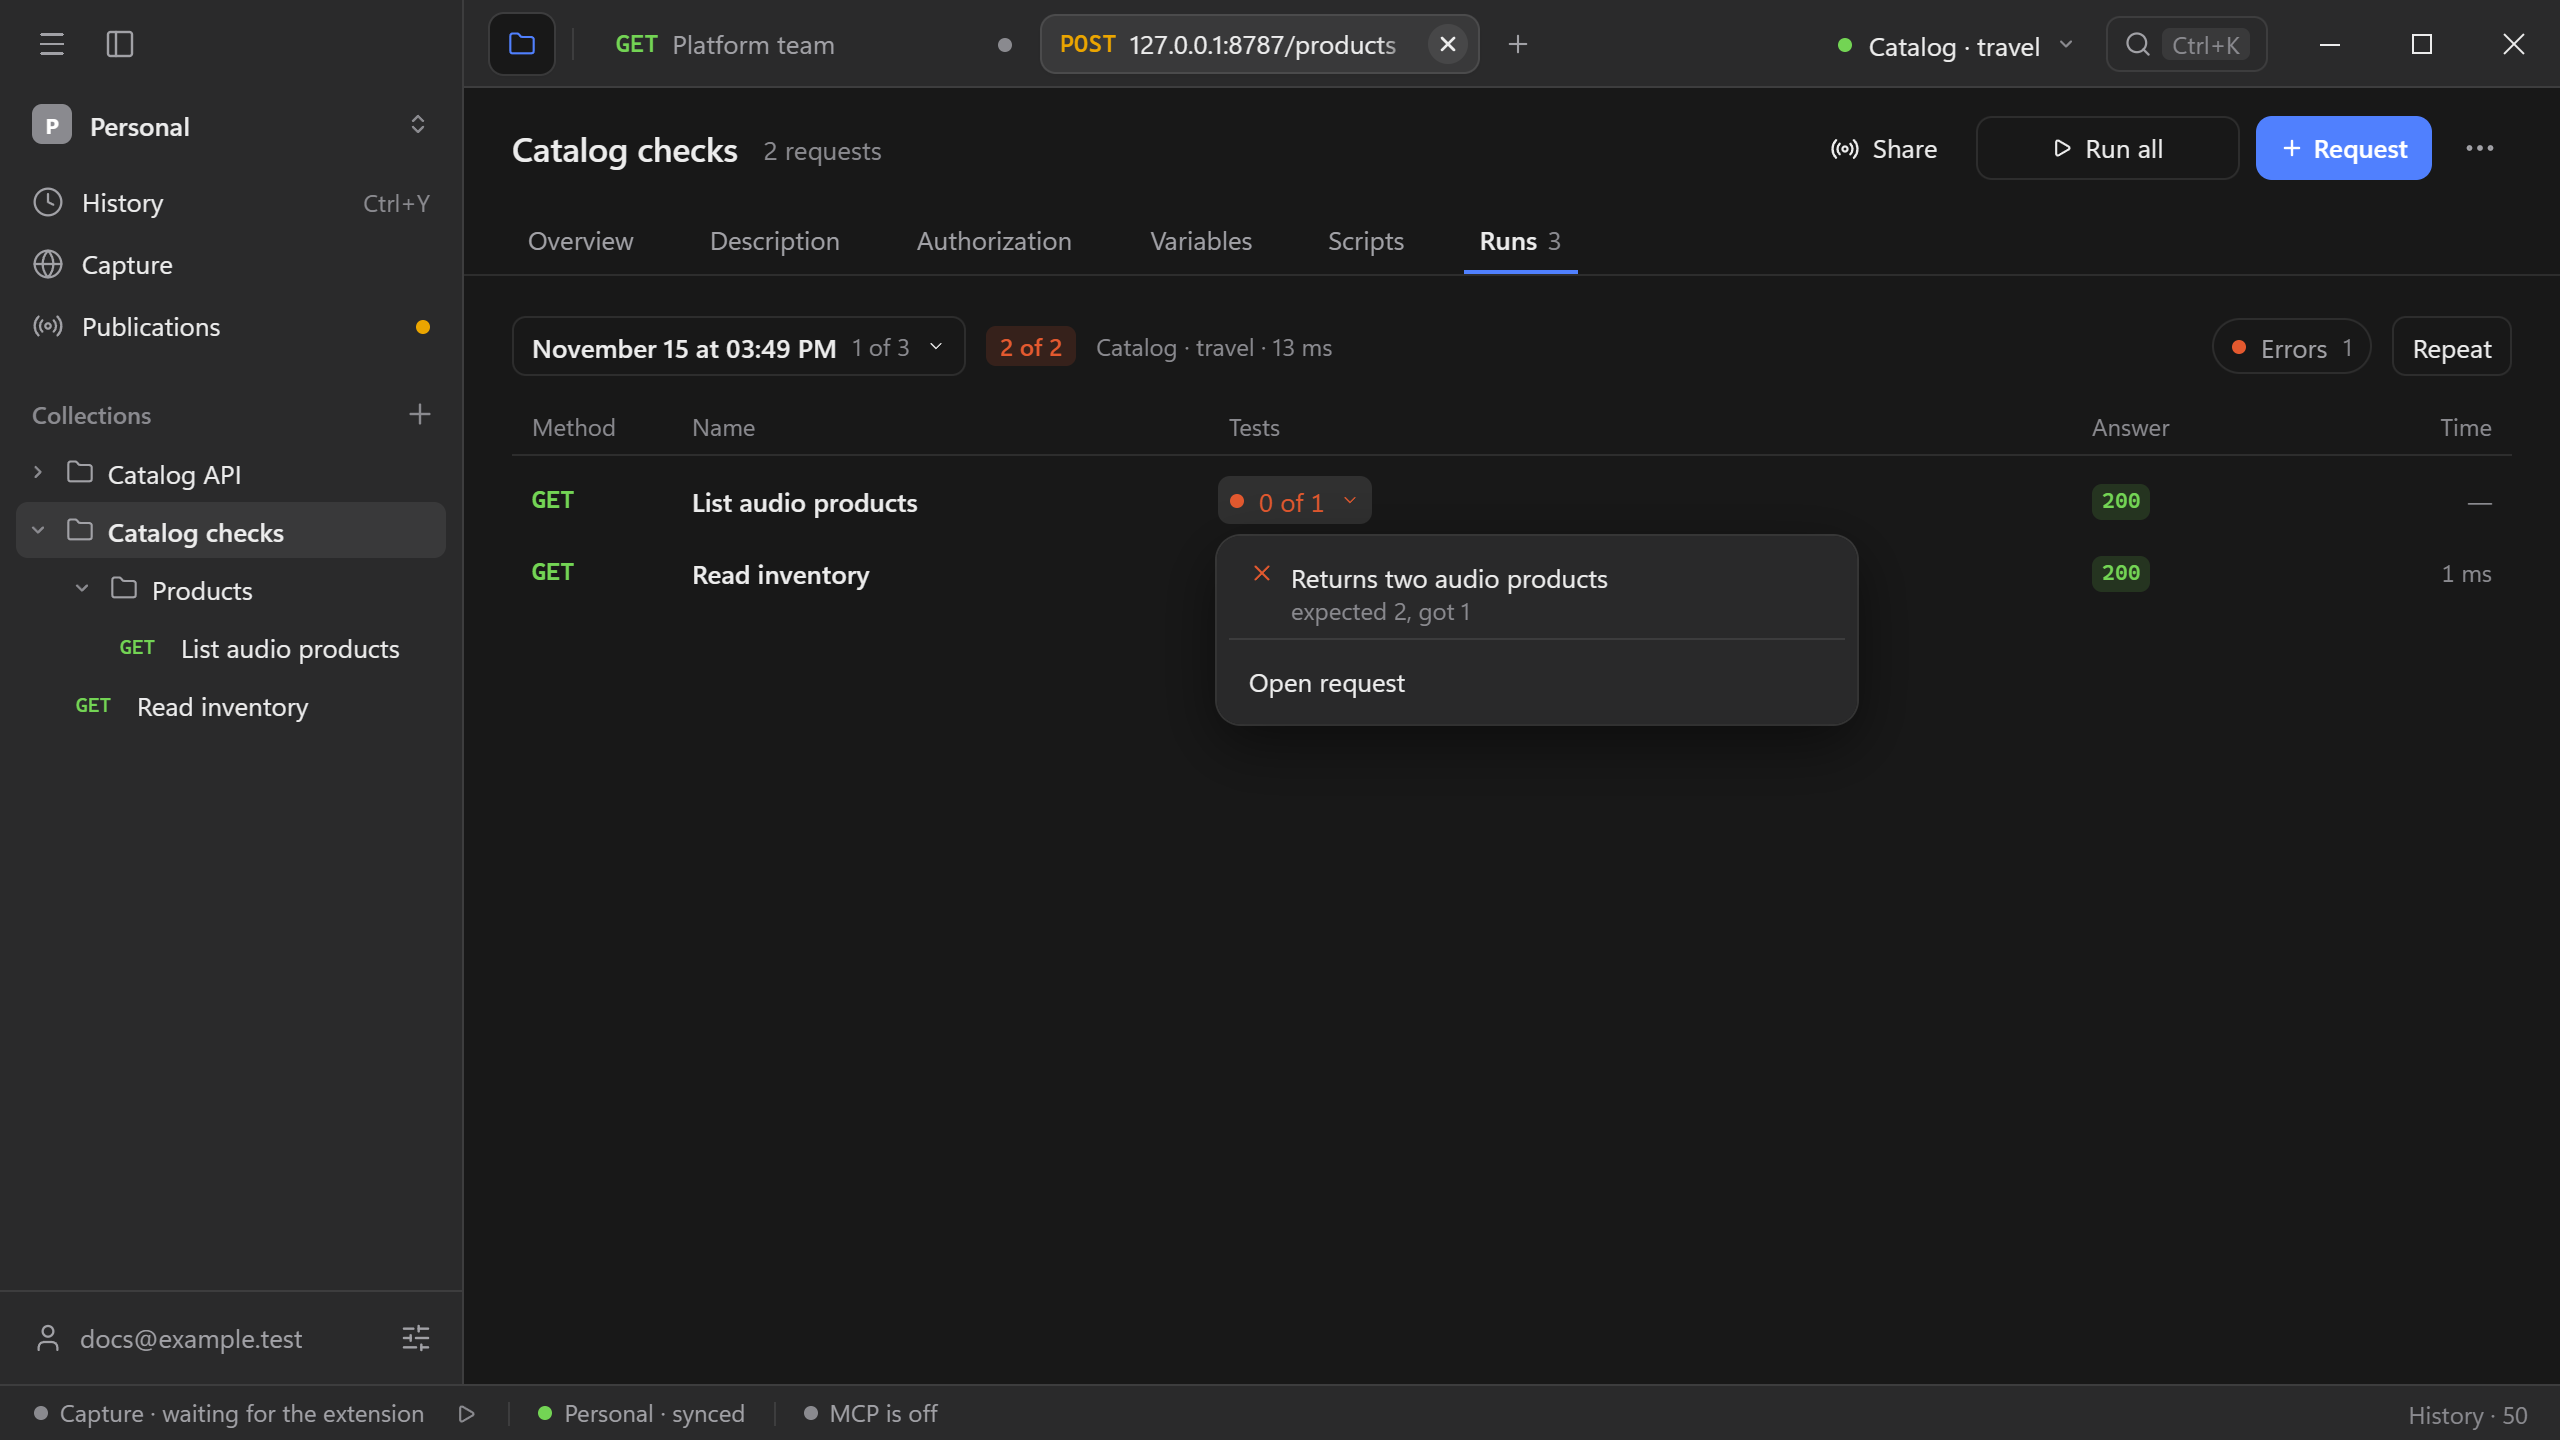 GET Platform team
POST 127.0.0.1:8787/products
Catalog · travel
Ctrl+K
P Personal
History Ctrl+Y
Capture
Publications
Collections
Catalog API
Catalog checks
Products
GET List audio products
GET Read inventory
docs@example.test
Catalog checks 2 requests
Share
Run all
Request
Overview Description Authorization Variables Scripts Runs 3
November 15 at 03:49 PM 1 of 3
2 of 2
Catalog · travel · 13 ms
Errors 1
Repeat
Method Name Tests Answer Time
GET List audio products 0 of 1 200 —
GET Read inventory 200 1 ms
Returns two audio products
expected 2, got 1
Open request
Capture · waiting for the extension
Personal · synced
MCP is off
History · 50